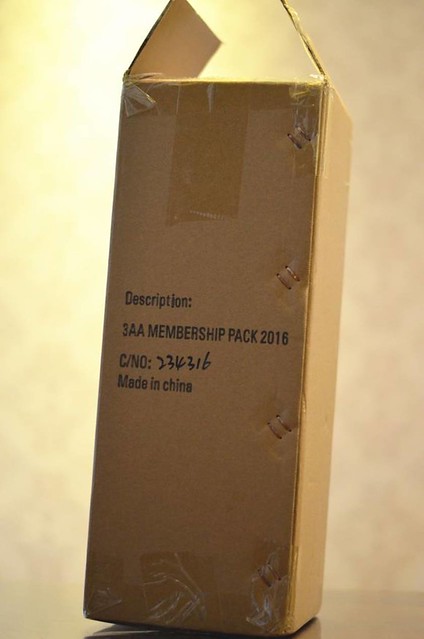 Description:
3AA MEMBERSHIP PACK 2016
C/NO: 234316
Made in china